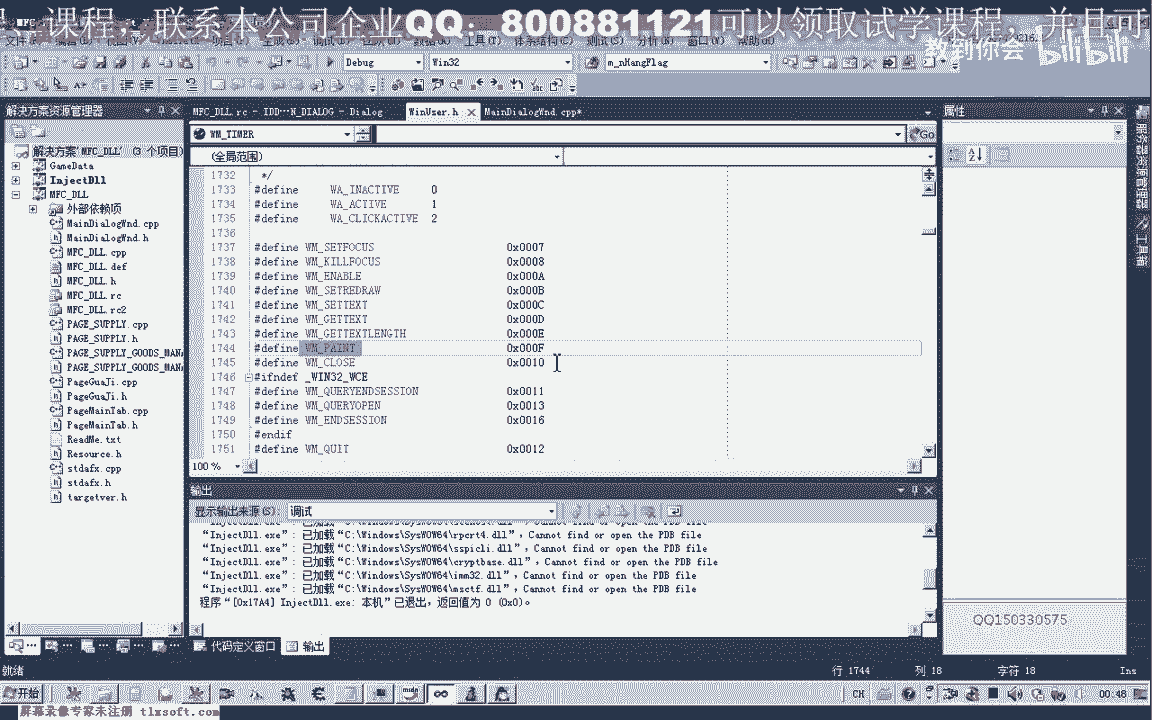 课程，联系本公司企业QQ：800881121可以领取试学课程，并且可
教到你会 bilibili
Debug Win32 m_nHangFlag
解决方案资源管理器
MFC_DLL.rc - IDD...N_DIALOG - Dialog WinUser.h MainDialogWnd.cpp*
属性
WM_TIMER Go
(全局范围)
解决方案"MFC_DLL" (3 个项目)
GameData
InjectDll
MFC_DLL
外部依赖项
MainDialogWnd.cpp
MainDialogWnd.h
MFC_DLL.cpp
MFC_DLL.def
MFC_DLL.h
MFC_DLL.rc
MFC_DLL.rc2
PAGE_SUPPLY.cpp
PAGE_SUPPLY.h
PAGE_SUPPLY_GOODS_MANA
PAGE_SUPPLY_GOODS_MANA
PageGuaJi.cpp
PageGuaJi.h
PageMainTab.cpp
PageMainTab.h
ReadMe.txt
Resource.h
stdafx.cpp
stdafx.h
targetver.h
1732 */
1733 #define WA_INACTIVE 0
1734 #define WA_ACTIVE 1
1735 #define WA_CLICKACTIVE 2
1736
1737 #define WM_SETFOCUS 0x0007
1738 #define WM_KILLFOCUS 0x0008
1739 #define WM_ENABLE 0x000A
1740 #define WM_SETREDRAW 0x000B
1741 #define WM_SETTEXT 0x000C
1742 #define WM_GETTEXT 0x000D
1743 #define WM_GETTEXTLENGTH 0x000E
1744 #define WM_PAINT 0x000F
1745 #define WM_CLOSE 0x0010
1746 #ifndef _WIN32_WCE
1747 #define WM_QUERYENDSESSION 0x0011
1748 #define WM_QUERYOPEN 0x0013
1749 #define WM_ENDSESSION 0x0016
1750 #endif
1751 #define WM_QUIT 0x0012
100 %
输出
显示输出来源(S): 调试
"InjectDll.exe": 已加载"C:\Windows\SysWOW64\rpcrt4.dll", Cannot find or open the PDB file
"InjectDll.exe": 已加载"C:\Windows\SysWOW64\sspicli.dll", Cannot find or open the PDB file
"InjectDll.exe": 已加载"C:\Windows\SysWOW64\cryptbase.dll", Cannot find or open the PDB file
"InjectDll.exe": 已加载"C:\Windows\SysWOW64\imm32.dll", Cannot find or open the PDB file
"InjectDll.exe": 已加载"C:\Windows\SysWOW64\msctf.dll", Cannot find or open the PDB file
程序"[0x17A4] InjectDll.exe: 本机"已退出，返回值为 0 (0x0)。
代码定义窗口 输出
服务器资源管理器
工具箱
QQ150330575
就绪 行 1744 列 18 字符 18 Ins
开始 CH 00:48
屏幕录像专家未注册 tlxsoft.com